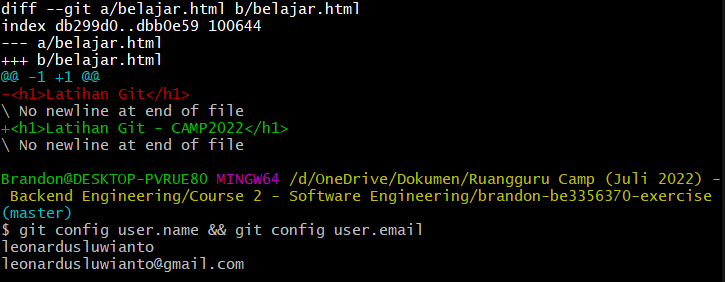 diff --git a/belajar.html b/belajar.html
index db299d0..dbb0e59 100644
--- a/belajar.html
+++ b/belajar.html
@@ -1 +1 @@
-<h1>Latihan Git</h1>
\ No newline at end of file
+<h1>Latihan Git - CAMP2022</h1>
\ No newline at end of file
Brandon@DESKTOP-PVRUE80 MINGW64 /d/OneDrive/Dokumen/Ruangguru Camp (Juli 2022) -
Backend Engineering/Course 2 - Software Engineering/brandon-be3356370-exercise
(master)
$ git config user.name && git config user.email
leonardusluwianto
leonardusluwianto@gmail.com